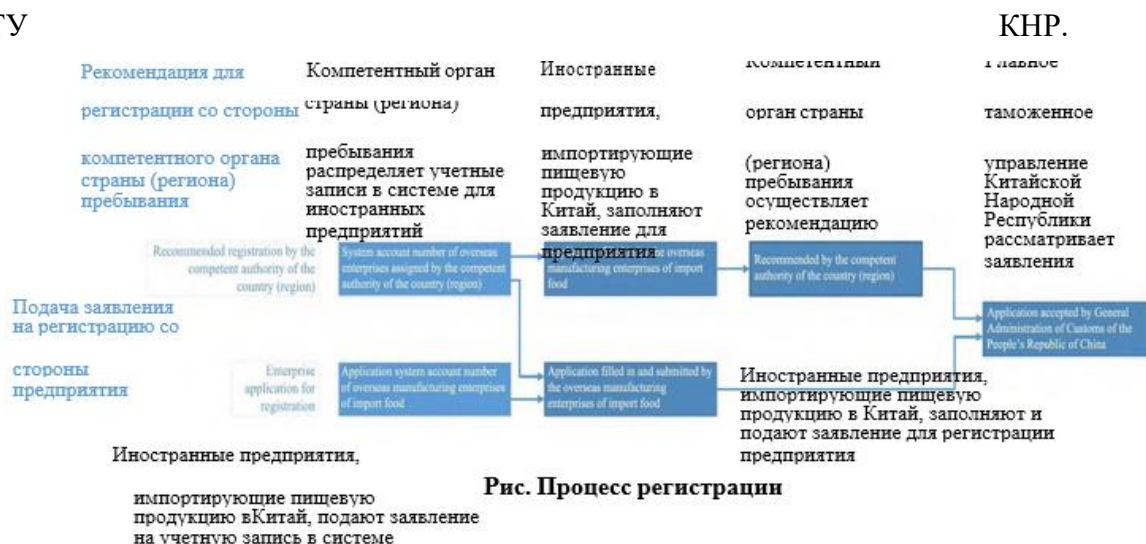 ТУ
КНР.
Рекомендация для
регистрации со стороны
компетентного органа
страны (региона)
пребывания
Компетентный орган
страны (региона)
пребывания
распределяет учетные
записи в системе для
иностранных
предприятий
Иностранные
предприятия,
импортирующие
пищевую
продукцию в
Китай, заполняют
заявление для
предприятия
Компетентный
орган страны
(региона)
пребывания
осуществляет
рекомендацию
Главное
таможенное
управление
Китайской
Народной
Республики
рассматривает
заявления
Recommended registration by the
competent authority of the
country (region)
System account number of overseas
enterprises assigned by the competent
authority of the country (region)
overseas
manufacturing enterprises of import
food
Recommended by the competent
authority of the country (region)
Application accepted by General
Administration of Customs of the
People's Republic of China
Подача заявления
на регистрацию со
стороны
предприятия
Enterprise
application for
registration
Application system account number
of overseas manufacturing enterprises
of import food
Application filled in and submitted by
the overseas manufacturing
enterprises of import food
Иностранные предприятия,
импортирующие пищевую
продукцию в Китай, заполняют и
подают заявление для регистрации
предприятия
Иностранные предприятия,
импортирующие пищевую
продукцию вКитай, подают заявление
на учетную запись в системе
Рис. Процесс регистрации